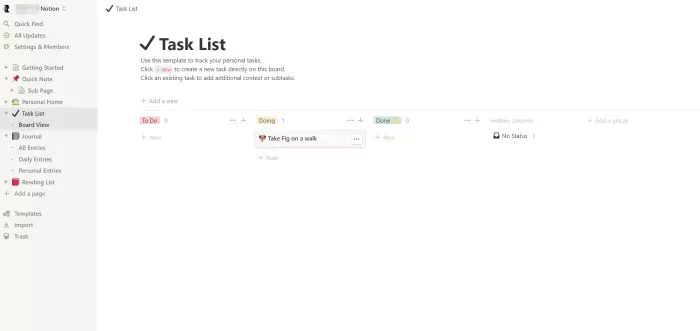 Notion
Quick Find
All Updates
Settings & Members
Getting Started
Quick Note
Sub Page
Personal Home
Task List
Board View
Journal
All Entries
Daily Entries
Personal Entries
Reading List
Add a page
Templates
Import
Trash
Task List
Task List
Use this template to track your personal tasks.
Click + New to create a new task directly on this board.
Click an existing task to add additional context or subtasks.
+ Add a view
To Do 0 ... +
Doing 1 ... +
Done 0 ... +
Hidden columns
+ Add a group
+ New
Take Fig on a walk ...
+ New
+ New
No Status